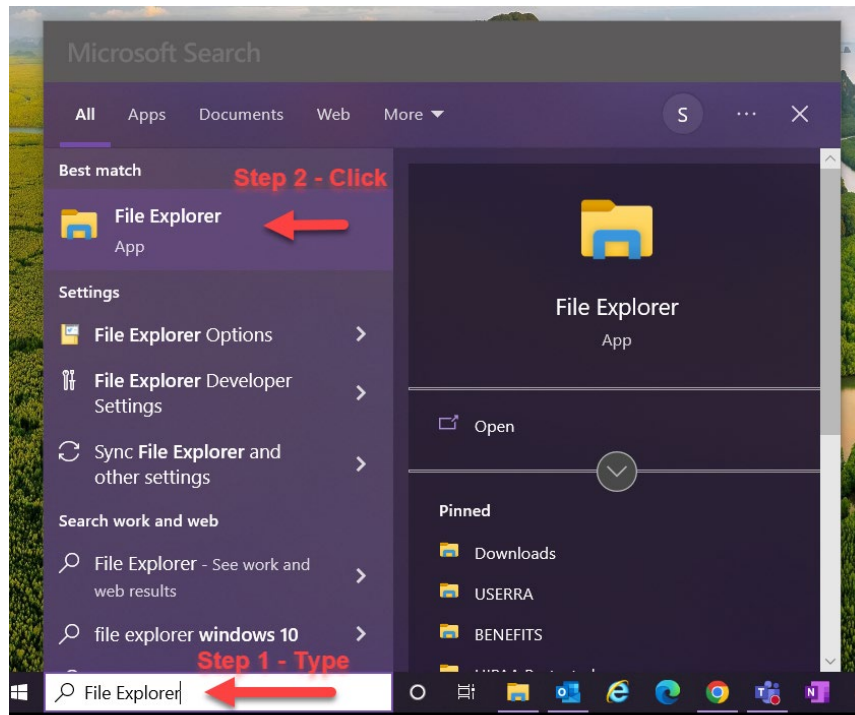 Microsoft Search
All Apps Documents Web More
S
Best match
Step 2 - Click
File Explorer
App
Settings
File Explorer Options
File Explorer Developer
Settings
Sync File Explorer and
other settings
Search work and web
File Explorer - See work and
web results
file explorer windows 10
Step 1 - Type
File Explorer
File Explorer
App
Open
Pinned
Downloads
USERRA
BENEFITS